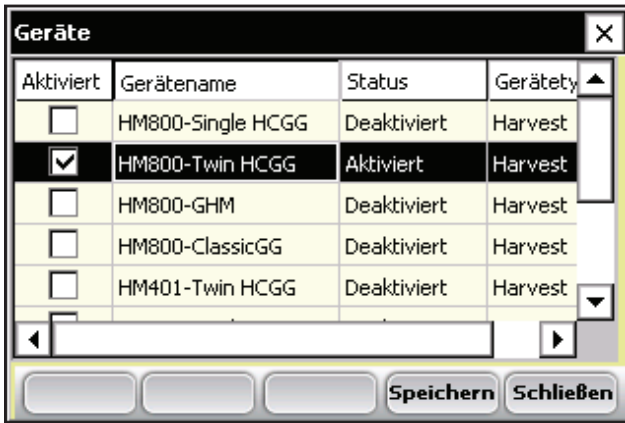 Geräte
Aktiviert Gerätename Status Gerätety
HM800-Single HCGG Deaktiviert Harvest
HM800-Twin HCGG Aktiviert Harvest
HM800-GHM Deaktiviert Harvest
HM800-ClassicGG Deaktiviert Harvest
HM401-Twin HCGG Deaktiviert Harvest
Speichern Schließen